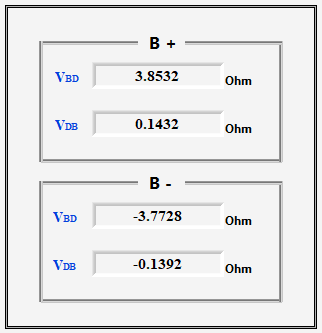 B +
VBD 3.8532 Ohm
VDB 0.1432 Ohm
B -
VBD -3.7728 Ohm
VDB -0.1392 Ohm